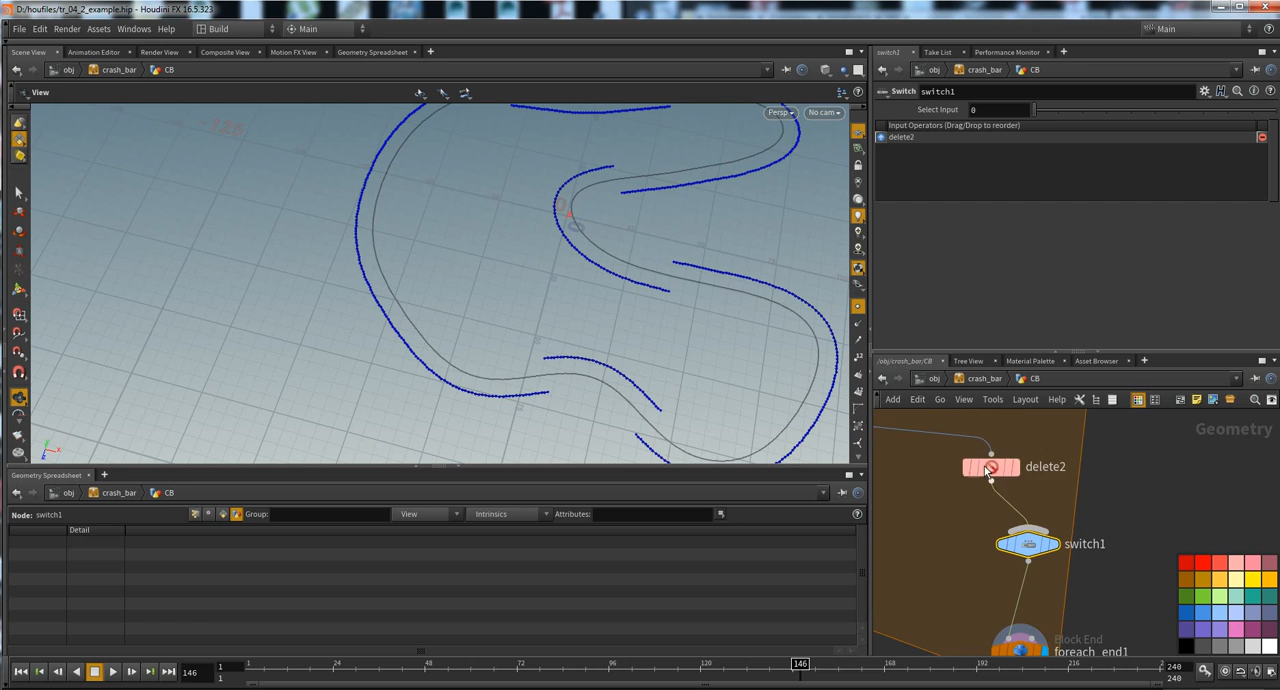 D:/houfiles/tr_04_2_example.hip - Houdini FX 16.5.323
File Edit Render Assets Windows Help Build Main Main
Scene View Animation Editor Render View Composite View Motion FX View Geometry Spreadsheet
obj crash_bar CB
View
Persp No cam
switch1 Take List Performance Monitor
obj crash_bar CB
Switch switch1
Select Input 0
Input Operators (Drag/Drop to reorder)
delete2
/obj/crash_bar/CB Tree View Material Palette Asset Browser
obj crash_bar CB
Add Edit Go View Tools Layout Help
Geometry
delete2
switch1
Block End
foreach_end1
Geometry Spreadsheet
obj crash_bar CB
Node: switch1 Group: View Intrinsics Attributes:
Detail
146 1 1 24 48 72 96 120 146 168 192 216 2 240
1 240